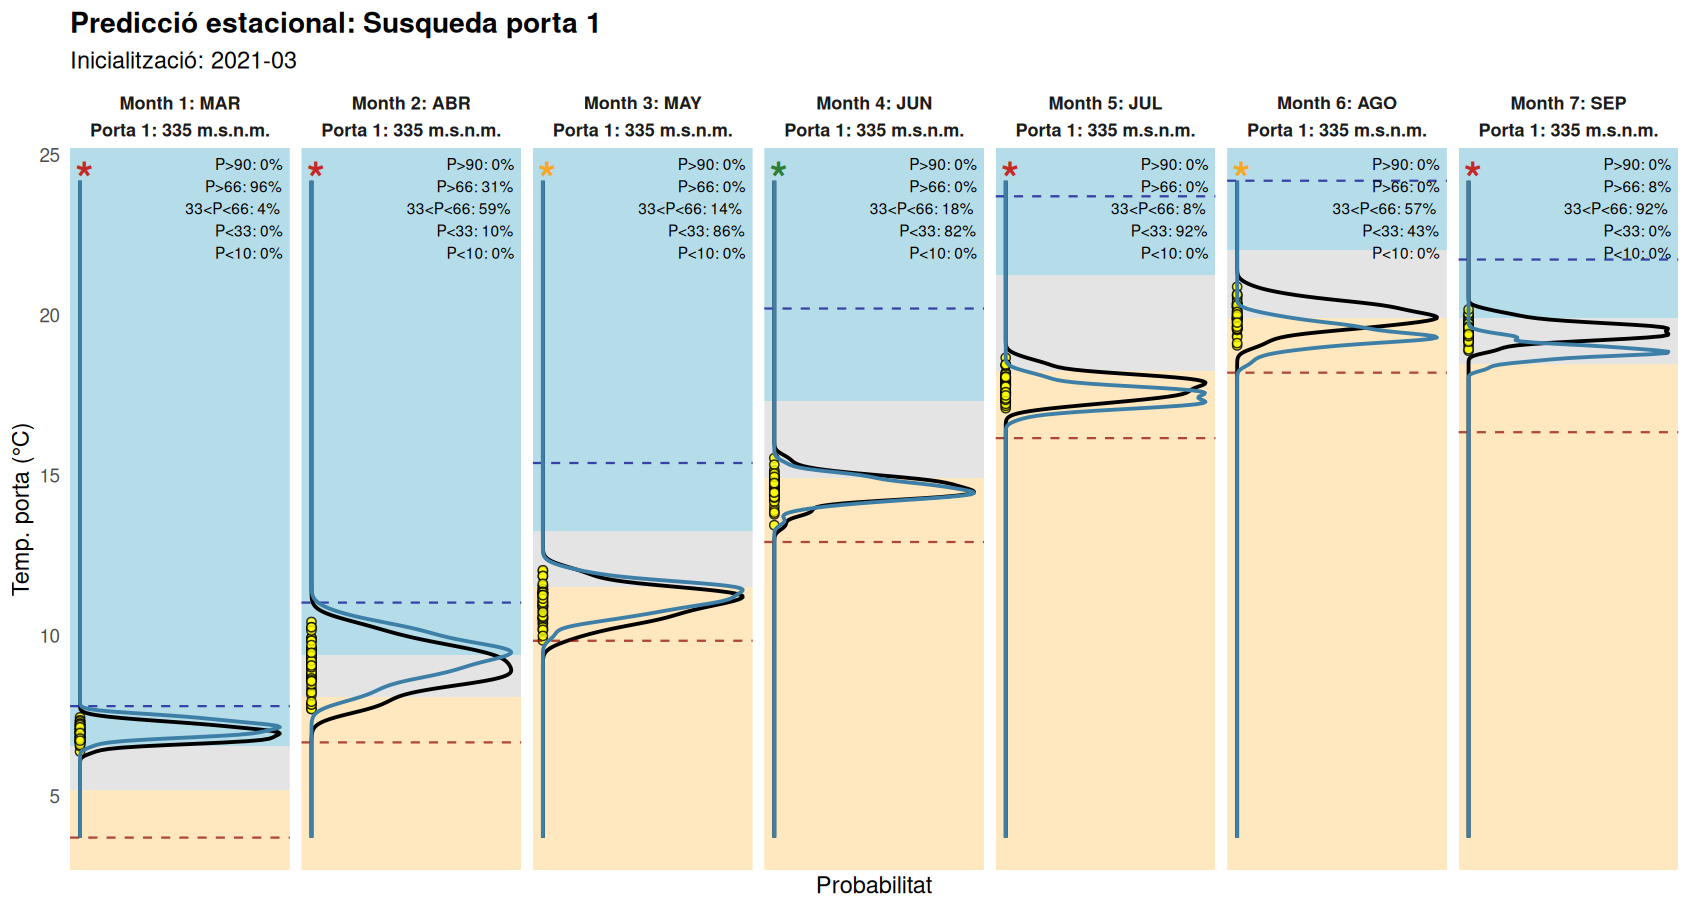 Predicció estacional: Susqueda porta 1
Inicialització: 2021-03
Month 1: MAR
Porta 1: 335 m.s.n.m.
Month 2: ABR
Porta 1: 335 m.s.n.m.
Month 3: MAY
Porta 1: 335 m.s.n.m.
Month 4: JUN
Porta 1: 335 m.s.n.m.
Month 5: JUL
Porta 1: 335 m.s.n.m.
Month 6: AGO
Porta 1: 335 m.s.n.m.
Month 7: SEP
Porta 1: 335 m.s.n.m.
Temp. porta (°C)
25
20
15
10
5
*
P>90: 0%
P>66: 96%
33<P<66: 4%
P<33: 0%
P<10: 0%
*
P>90: 0%
P>66: 31%
33<P<66: 59%
P<33: 10%
P<10: 0%
*
P>90: 0%
P>66: 0%
33<P<66: 14%
P<33: 86%
P<10: 0%
*
P>90: 0%
P>66: 0%
33<P<66: 18%
P<33: 82%
P<10: 0%
*
P>90: 0%
P>66: 0%
33<P<66: 8%
P<33: 92%
P<10: 0%
*
P>90: 0%
P>66: 0%
33<P<66: 57%
P<33: 43%
P<10: 0%
*
P>90: 0%
P>66: 8%
33<P<66: 92%
P<33: 0%
P<10: 0%
Probabilitat